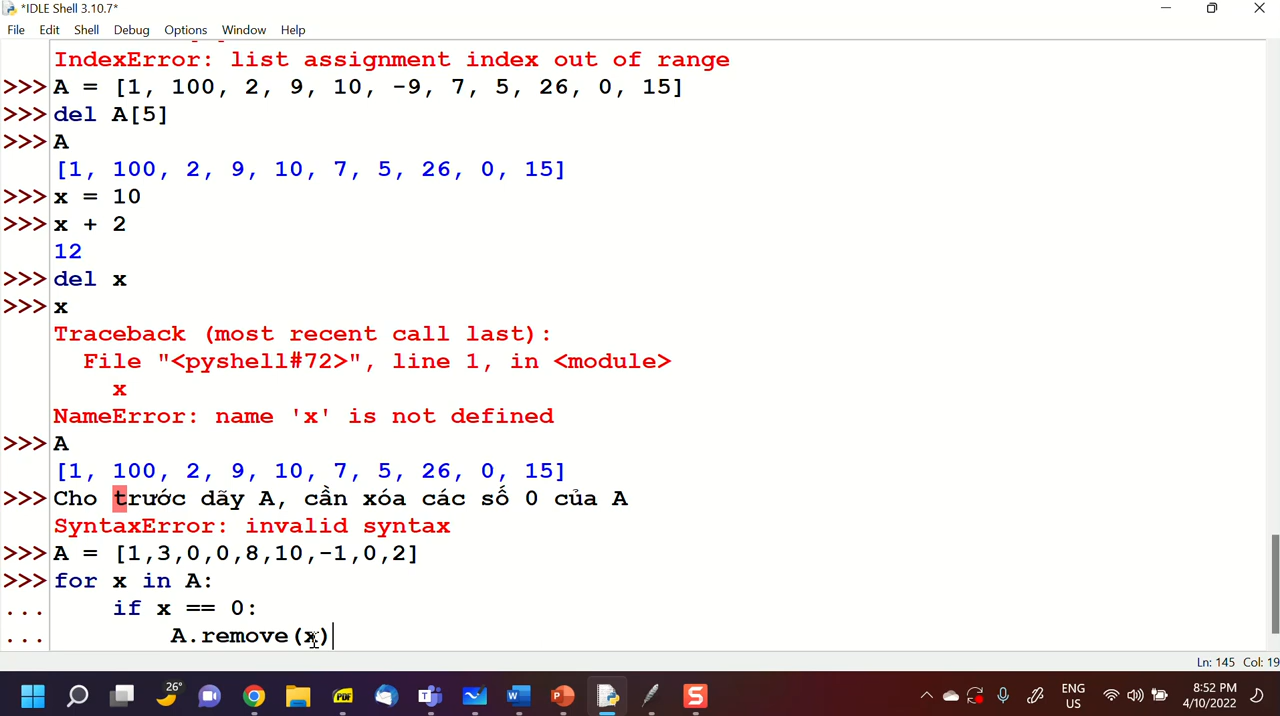 *IDLE Shell 3.10.7*
File Edit Shell Debug Options Window Help
IndexError: list assignment index out of range
>>> A = [1, 100, 2, 9, 10, -9, 7, 5, 26, 0, 15]
>>> del A[5]
>>> A
[1, 100, 2, 9, 10, 7, 5, 26, 0, 15]
>>> x = 10
>>> x + 2
12
>>> del x
>>> x
Traceback (most recent call last):
File "<pyshell#72>", line 1, in <module>
x
NameError: name 'x' is not defined
>>> A
[1, 100, 2, 9, 10, 7, 5, 26, 0, 15]
>>> Cho trước dãy A, cần xóa các số 0 của A
SyntaxError: invalid syntax
>>> A = [1,3,0,0,8,10,-1,0,2]
>>> for x in A:
... if x == 0:
... A.remove(x)
Ln: 145 Col: 19
26° PDF W P S ENG US 8:52 PM 4/10/2022